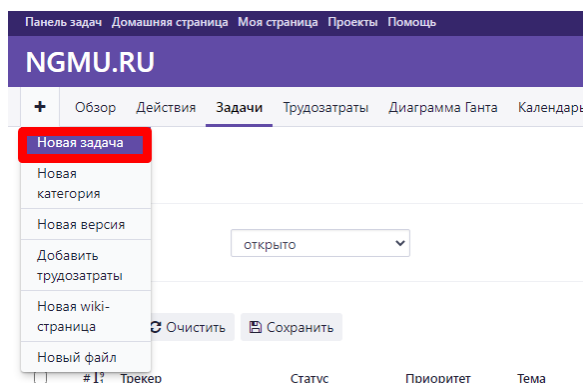 Панель задач Домашняя страница Моя страница Проекты Помощь
NGMU.RU
+ Обзор Действия Задачи Трудозатраты Диаграмма Ганта Календарь
Новая задача
Новая
категория
Новая версия
открыто
Добавить
трудозатраты
Новая wiki-
страница
Очистить Сохранить
Новый файл
# Трекер Статус Приоритет Тема